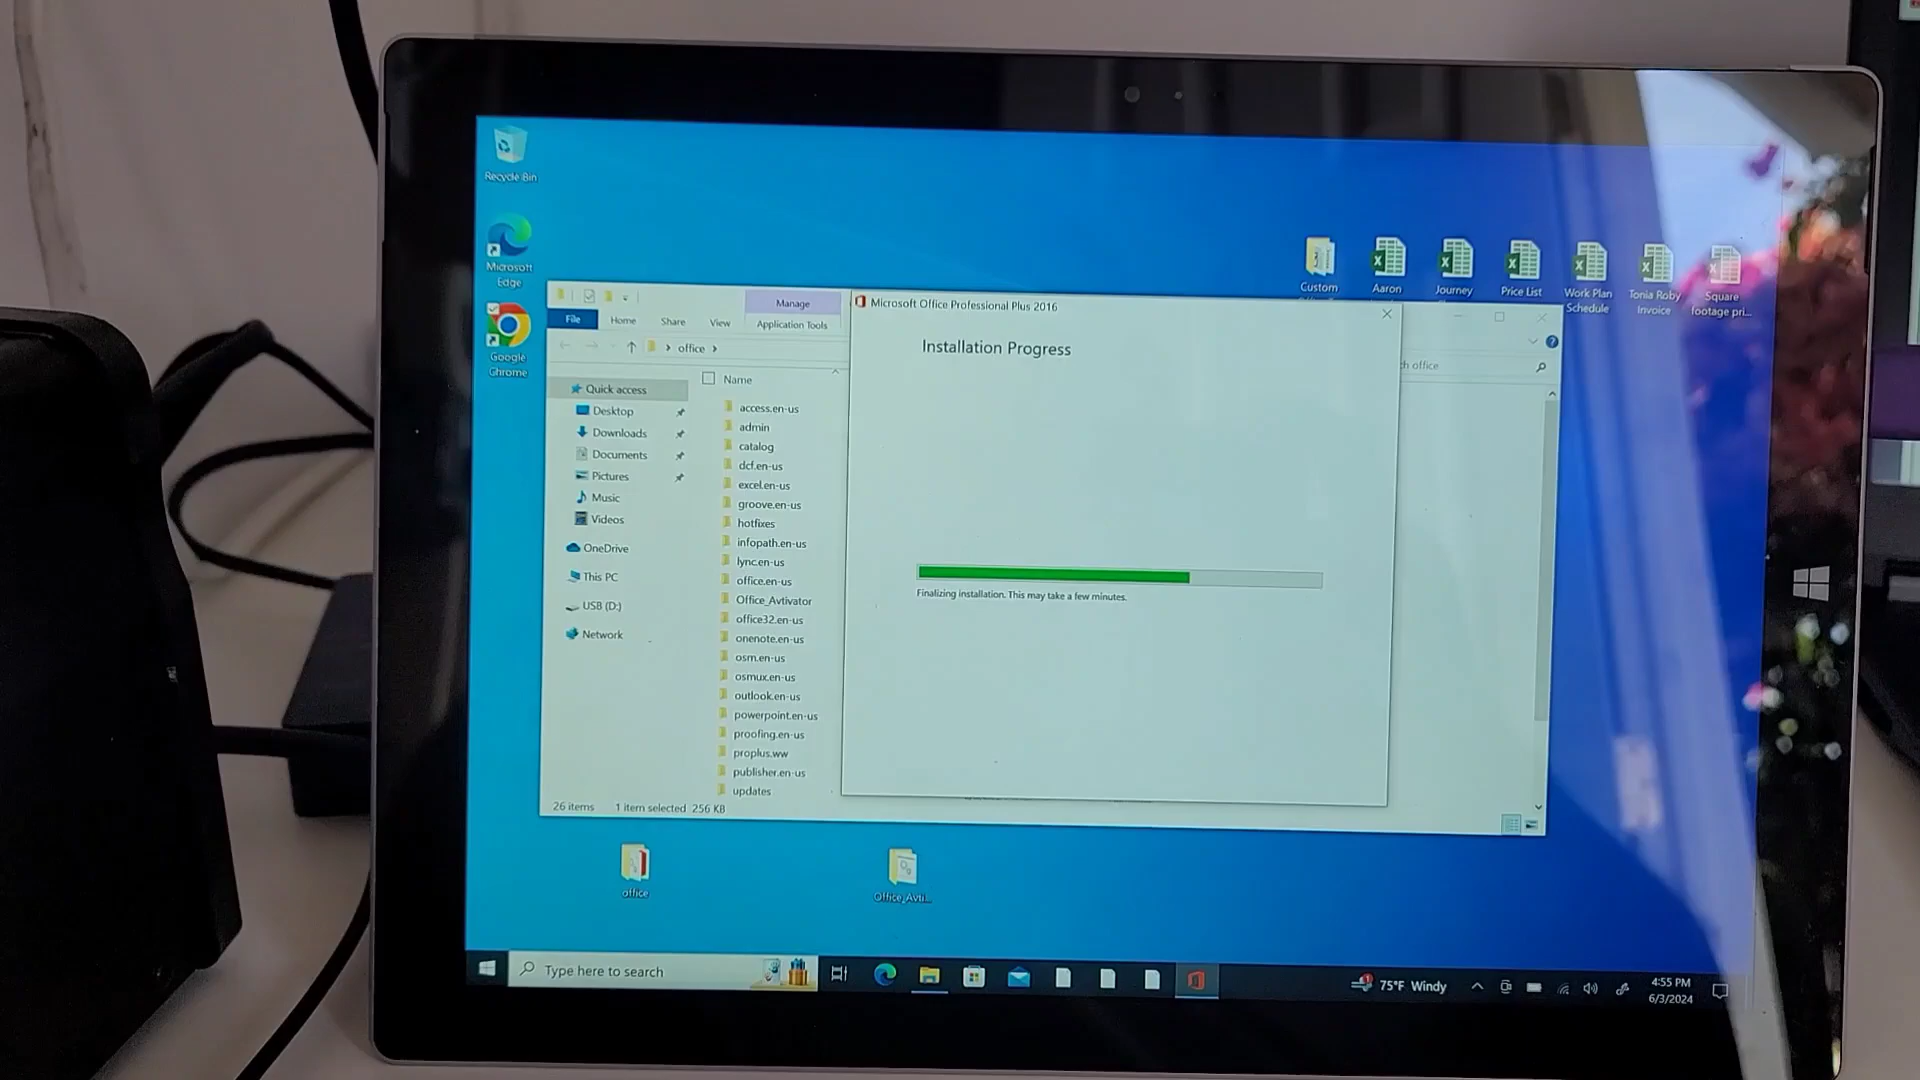 Recycle Bin
Microsoft
Edge
Google
Chrome
Custom
Aaron
Journey
Price List
Work Plan
Schedule
Tonia Roby
Invoice
Square
footage pri...
Manage
File
Home
Share
View
Application Tools
office
Quick access
Desktop
Downloads
Documents
Pictures
Music
Videos
OneDrive
This PC
USB (D:)
Network
Name
access.en-us
admin
catalog
dcf.en-us
excel.en-us
groove.en-us
hotfixes
infopath.en-us
lync.en-us
office.en-us
Office_Avtivator
office32.en-us
onenote.en-us
osm.en-us
osmux.en-us
outlook.en-us
powerpoint.en-us
proofing.en-us
proplus.ww
publisher.en-us
updates
26 items
1 item selected 256 KB
Microsoft Office Professional Plus 2016
Installation Progress
Finalizing installation. This may take a few minutes.
office
office
Office_Avti...
Type here to search
75°F Windy
4:55 PM
6/3/2024